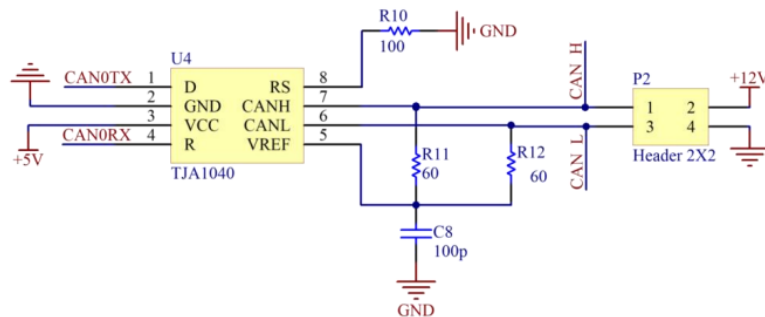 R10
100
GND
U4
CAN0TX
1
D
RS
8
2
GND
CANH
7
3
VCC
CANL
6
CAN0RX
4
R
VREF
5
+5V
TJA1040
CAN_H
P2
+12V
1
2
3
4
Header 2X2
CAN_L
R11
60
R12
60
C8
100p
GND